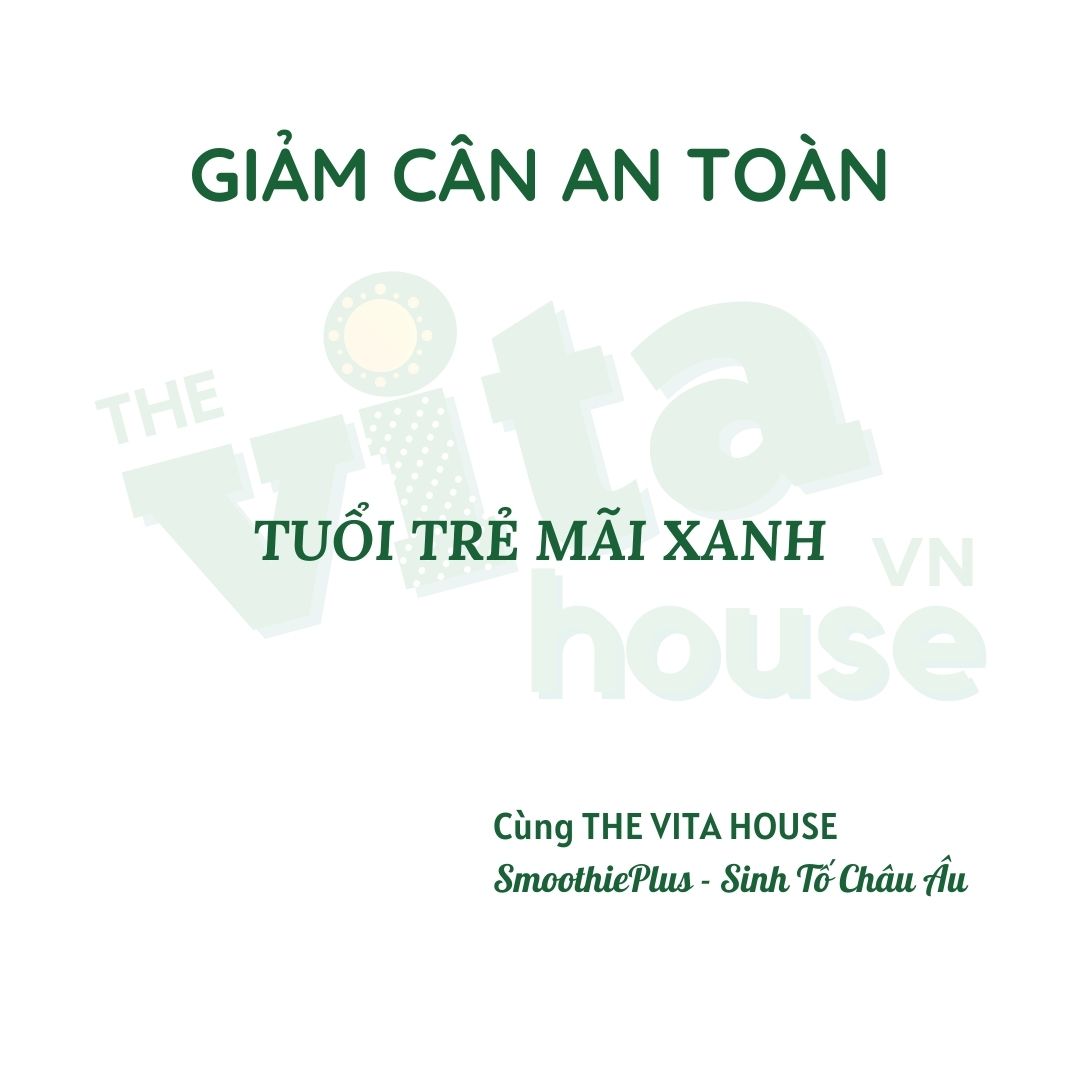 GIẢM CÂN AN TOÀN
THE
vita
TUỔI TRẺ MÃI XANH
VN
house
Cùng THE VITA HOUSE
SmoothiePlus - Sinh Tố Châu Âu